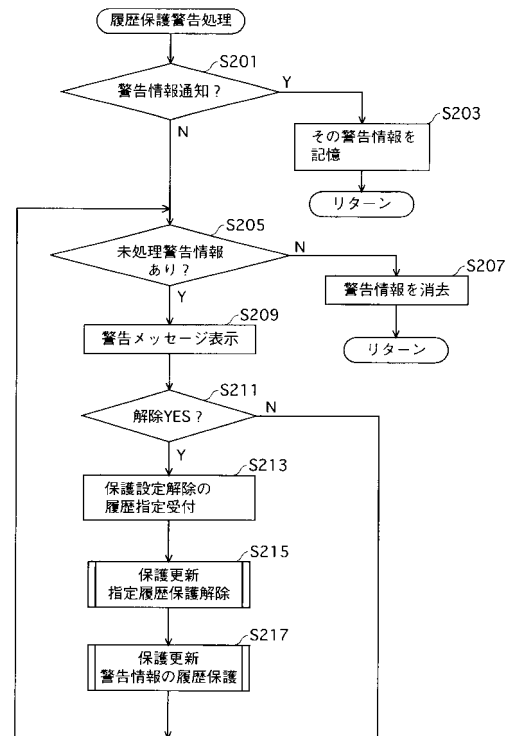 履歴保護警告処理
S201
警告情報通知？
Y
N
S203
その警告情報を
記憶
リターン
S205
未処理警告情報
あり？
N
Y
S207
警告情報を消去
リターン
S209
警告メッセージ表示
S211
解除YES？
N
Y
S213
保護設定解除の
履歴指定受付
S215
保護更新
指定履歴保護解除
S217
保護更新
警告情報の履歴保護